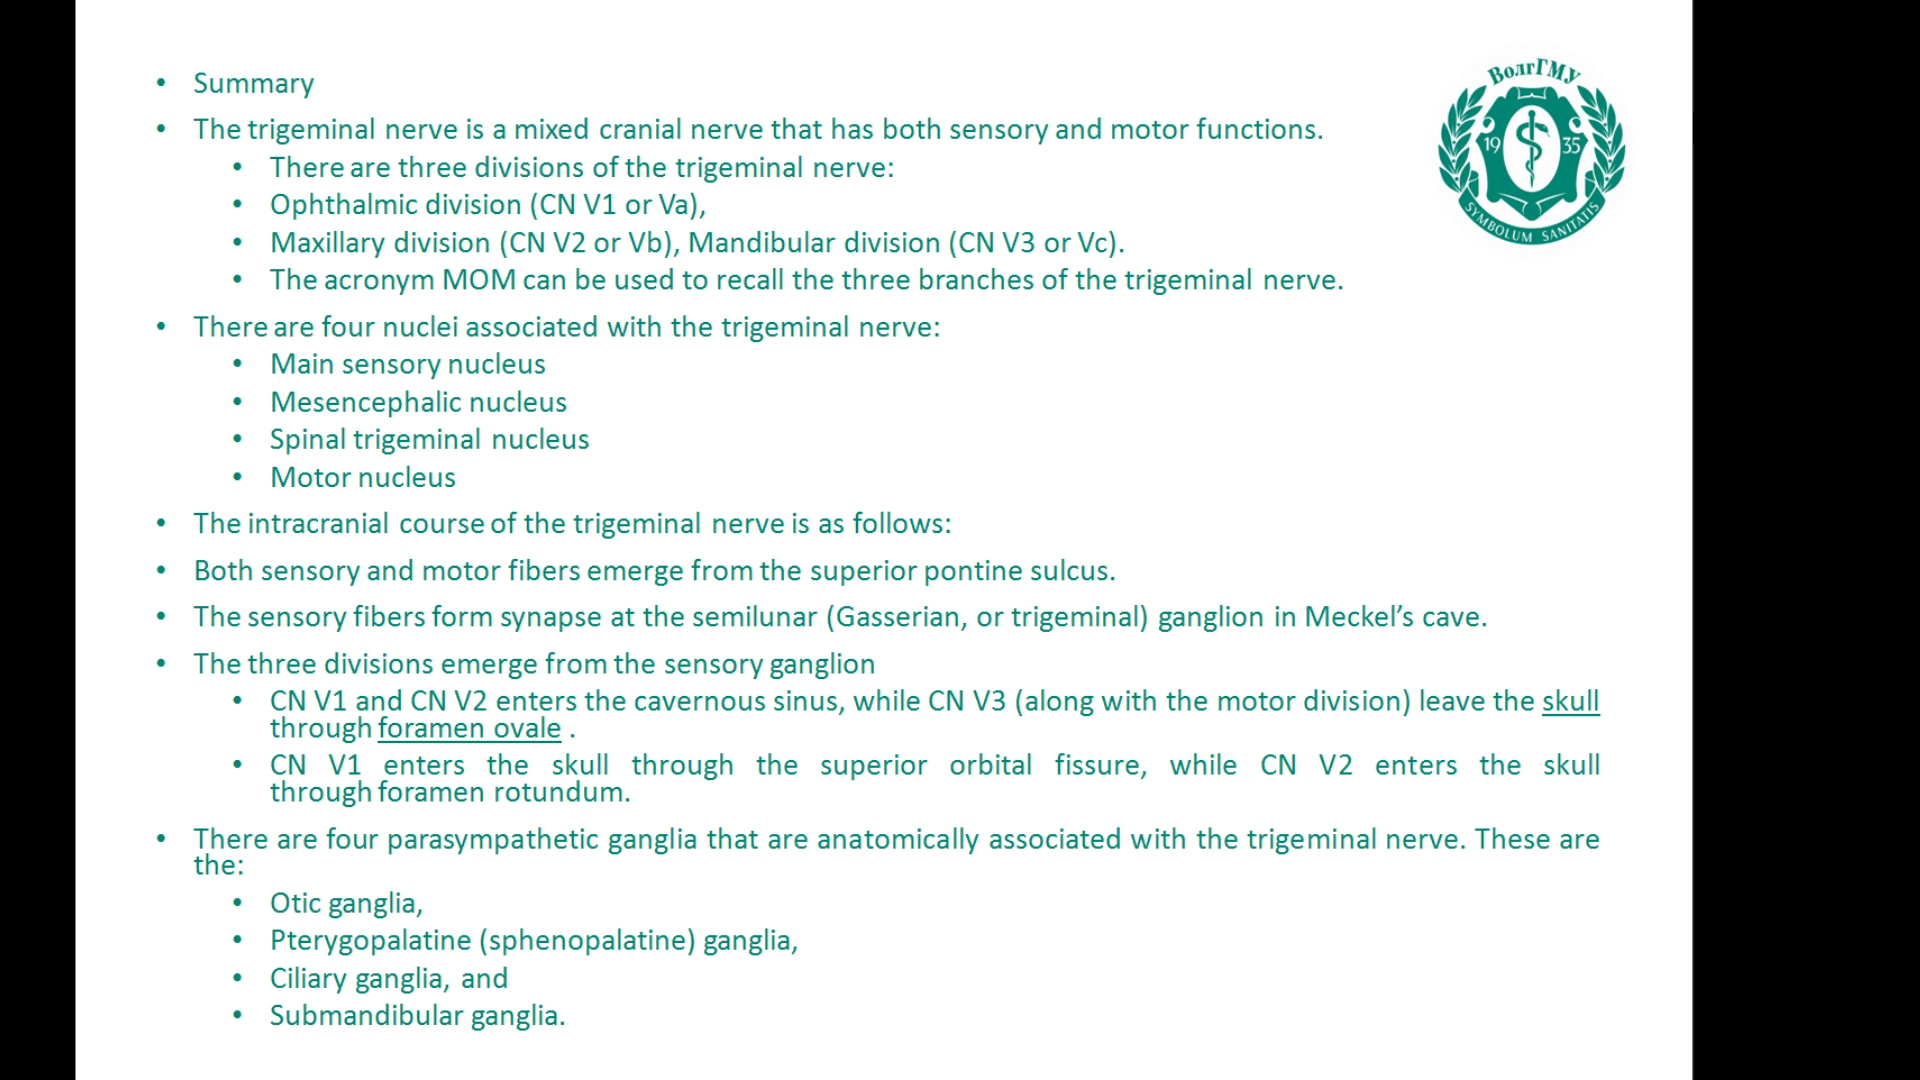 • Summary
• The trigeminal nerve is a mixed cranial nerve that has both sensory and motor functions.
• There are three divisions of the trigeminal nerve:
• Ophthalmic division (CN V1 or Va),
• Maxillary division (CN V2 or Vb), Mandibular division (CN V3 or Vc).
• The acronym MOM can be used to recall the three branches of the trigeminal nerve.
• There are four nuclei associated with the trigeminal nerve:
• Main sensory nucleus
• Mesencephalic nucleus
• Spinal trigeminal nucleus
• Motor nucleus
• The intracranial course of the trigeminal nerve is as follows:
• Both sensory and motor fibers emerge from the superior pontine sulcus.
• The sensory fibers form synapse at the semilunar (Gasserian, or trigeminal) ganglion in Meckel’s cave.
• The three divisions emerge from the sensory ganglion
• CN V1 and CN V2 enters the cavernous sinus, while CN V3 (along with the motor division) leave the skull
through foramen ovale .
• CN V1 enters the skull through the superior orbital fissure, while CN V2 enters the skull
through foramen rotundum.
• There are four parasympathetic ganglia that are anatomically associated with the trigeminal nerve. These are
the:
• Otic ganglia,
• Pterygopalatine (sphenopalatine) ganglia,
• Ciliary ganglia, and
• Submandibular ganglia.
ВолгГМУ
19 35
SYMBOLUM SANITATIS